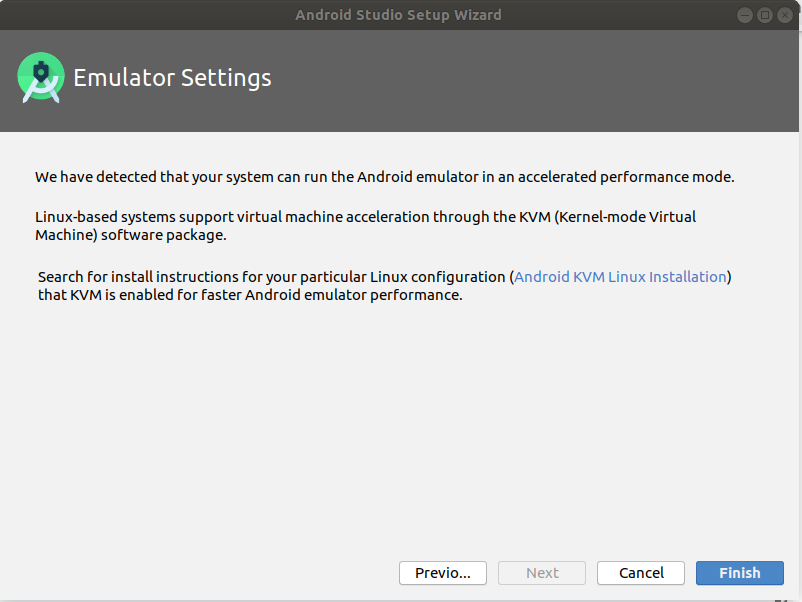 Android Studio Setup Wizard
Emulator Settings
We have detected that your system can run the Android emulator in an accelerated performance mode.
Linux-based systems support virtual machine acceleration through the KVM (Kernel-mode Virtual
Machine) software package.
Search for install instructions for your particular Linux configuration (Android KVM Linux Installation)
that KVM is enabled for faster Android emulator performance.
Previo... Next Cancel Finish